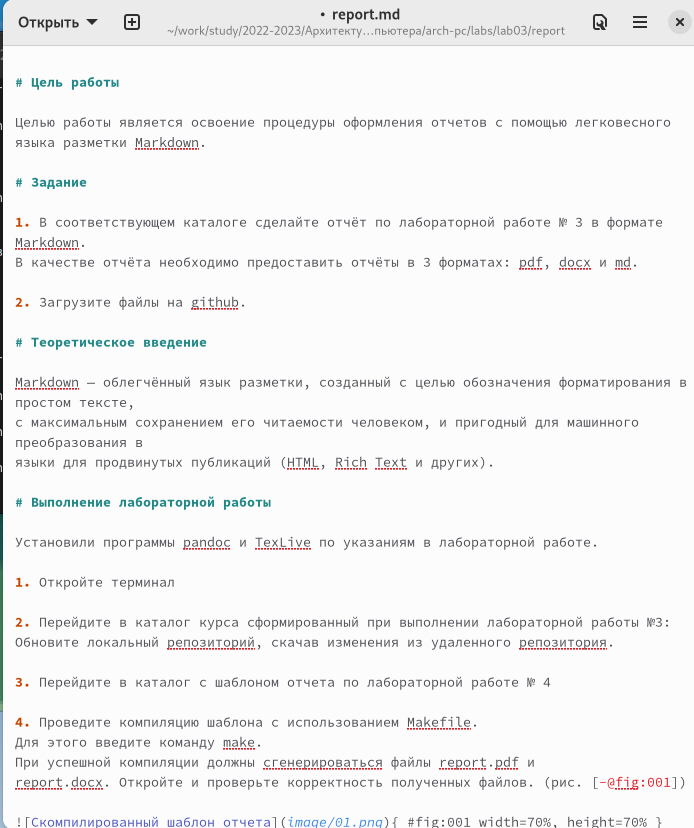 Открыть
• report.md
~/work/study/2022-2023/Архитекту…пьютера/arch-pc/labs/lab03/report
# Цель работы
Целью работы является освоение процедуры оформления отчетов с помощью легковесного
языка разметки Markdown.
# Задание
1. В соответствующем каталоге сделайте отчёт по лабораторной работе № 3 в формате
Markdown.
В качестве отчёта необходимо предоставить отчёты в 3 форматах: pdf, docx и md.
2. Загрузите файлы на github.
# Теоретическое введение
Markdown — облегчённый язык разметки, созданный с целью обозначения форматирования в
простом тексте,
с максимальным сохранением его читаемости человеком, и пригодный для машинного
преобразования в
языки для продвинутых публикаций (HTML, Rich Text и других).
# Выполнение лабораторной работы
Установили программы pandoc и TexLive по указаниям в лабораторной работе.
1. Откройте терминал
2. Перейдите в каталог курса сформированный при выполнении лабораторной работы №3:
Обновите локальный репозиторий, скачав изменения из удаленного репозитория.
3. Перейдите в каталог с шаблоном отчета по лабораторной работе № 4
4. Проведите компиляцию шаблона с использованием Makefile.
Для этого введите команду make.
При успешной компиляции должны сгенерироваться файлы report.pdf и
report.docx. Откройте и проверьте корректность полученных файлов. (рис. [-@fig:001])
![Скомпилированный шаблон отчета](image/01.png){ #fig:001 width=70%, height=70% }